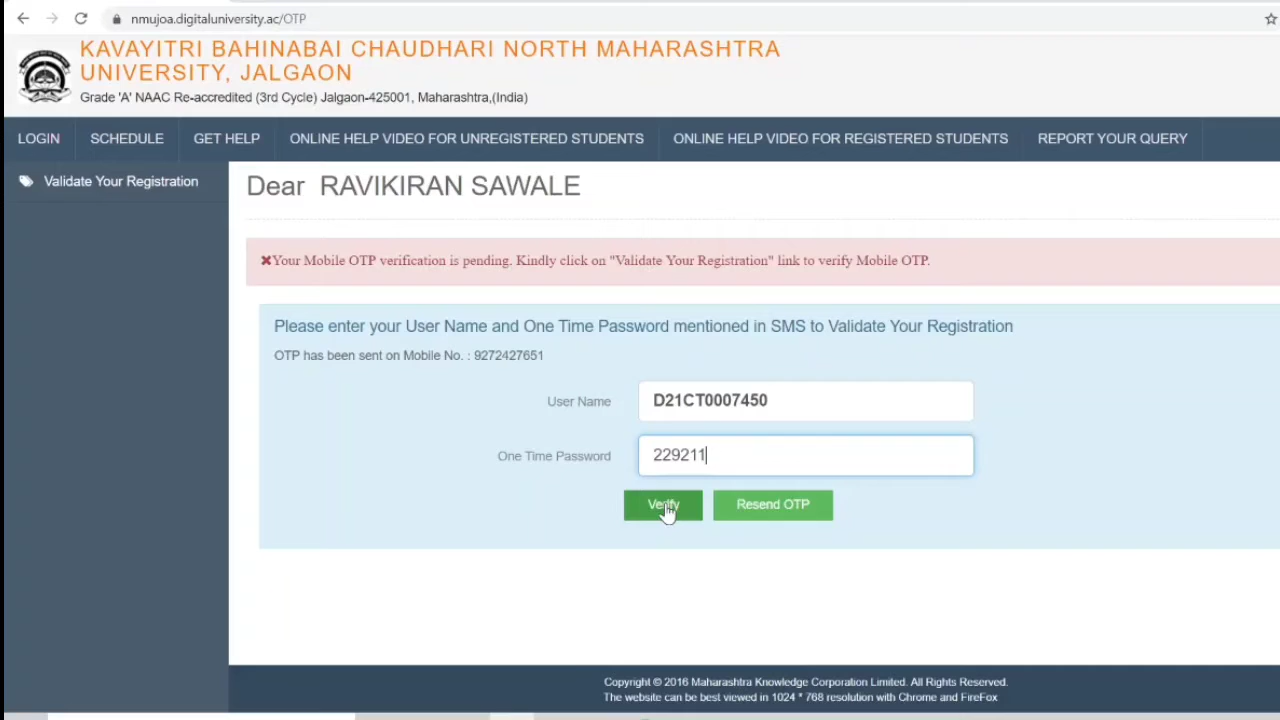 nmujoa.digitaluniversity.ac/OTP
KAVAYITRI BAHINABAI CHAUDHARI NORTH MAHARASHTRA
UNIVERSITY, JALGAON
Grade 'A' NAAC Re-accredited (3rd Cycle) Jalgaon-425001, Maharashtra,(India)
LOGIN SCHEDULE GET HELP ONLINE HELP VIDEO FOR UNREGISTERED STUDENTS ONLINE HELP VIDEO FOR REGISTERED STUDENTS REPORT YOUR QUERY
Validate Your Registration
Dear RAVIKIRAN SAWALE
✖Your Mobile OTP verification is pending. Kindly click on "Validate Your Registration" link to verify Mobile OTP.
Please enter your User Name and One Time Password mentioned in SMS to Validate Your Registration
OTP has been sent on Mobile No. : 9272427651
User Name D21CT0007450
One Time Password 229211
Verify Resend OTP
Copyright © 2016 Maharashtra Knowledge Corporation Limited. All Rights Reserved.
The website can be best viewed in 1024 * 768 resolution with Chrome and FireFox